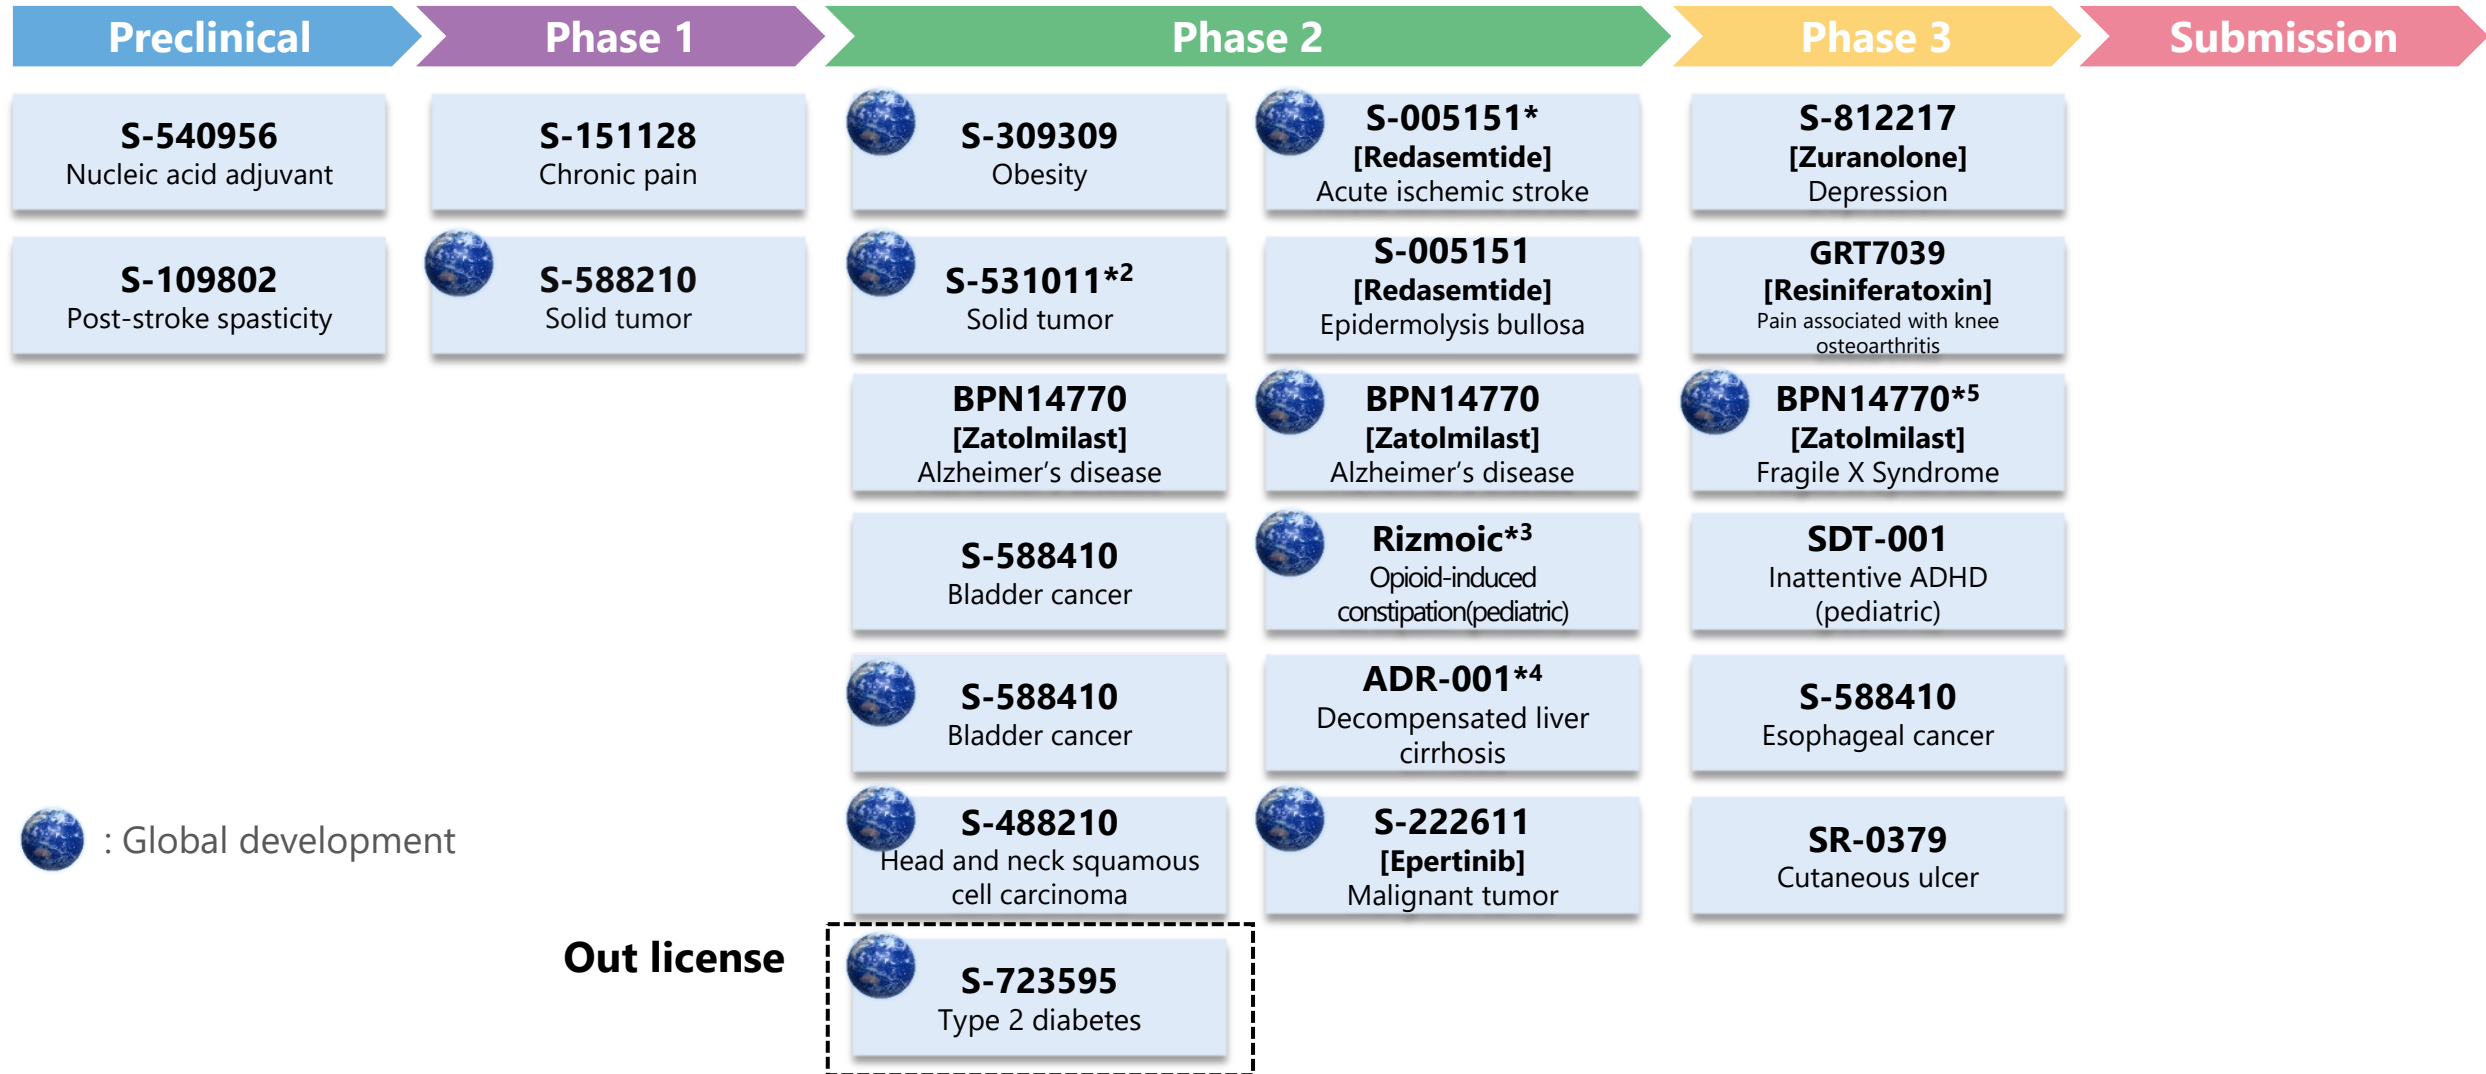 Preclinical
Phase 1
Phase 2
Phase 3
Submission
S-540956
Nucleic acid adjuvant
S-109802
Post-stroke spasticity
S-151128
Chronic pain
S-588210
Solid tumor
S-309309
Obesity
S-531011*2
Solid tumor
BPN14770
[Zatolmilast]
Alzheimer’s disease
S-588410
Bladder cancer
S-588410
Bladder cancer
S-488210
Head and neck squamous
cell carcinoma
S-723595
Type 2 diabetes
S-005151*
[Redasemtide]
Acute ischemic stroke
S-005151
[Redasemtide]
Epidermolysis bullosa
BPN14770
[Zatolmilast]
Alzheimer’s disease
Rizmoic*3
Opioid-induced
constipation(pediatric)
ADR-001*4
Decompensated liver
cirrhosis
S-222611
[Epertinib]
Malignant tumor
S-812217
[Zuranolone]
Depression
GRT7039
[Resiniferatoxin]
Pain associated with knee
osteoarthritis
BPN14770*5
[Zatolmilast]
Fragile X Syndrome
SDT-001
Inattentive ADHD
(pediatric)
S-588410
Esophageal cancer
SR-0379
Cutaneous ulcer
: Global development
Out license